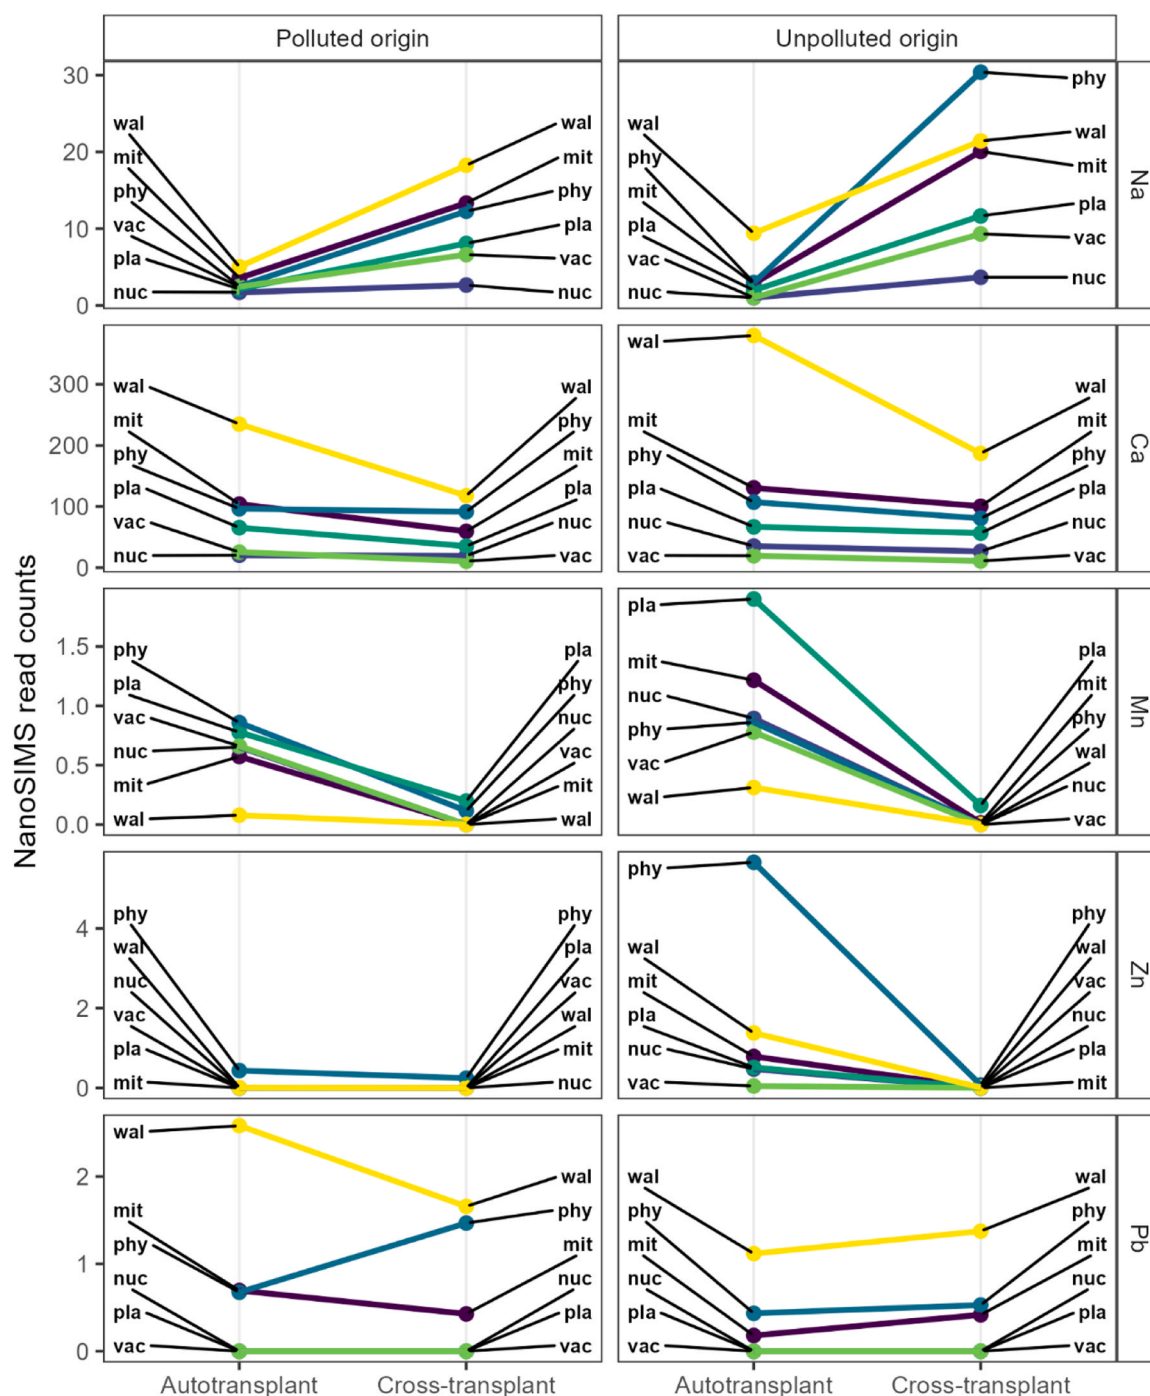 Polluted origin
Unpolluted origin
NanoSIMS read counts
30
20
10
0
wal
mit
phy
vac
pla
nuc
wal
mit
phy
pla
vac
nuc
wal
phy
mit
pla
vac
nuc
phy
wal
mit
pla
vac
nuc
Na
300
200
100
0
wal
mit
phy
pla
vac
nuc
wal
phy
mit
pla
nuc
vac
wal
mit
phy
pla
nuc
vac
wal
mit
phy
pla
nuc
vac
Ca
1.5
1.0
0.5
0.0
phy
pla
vac
nuc
mit
wal
pla
phy
nuc
vac
mit
wal
pla
mit
nuc
phy
vac
wal
pla
mit
phy
wal
nuc
vac
Mn
4
2
0
phy
wal
nuc
vac
pla
mit
phy
pla
vac
wal
mit
nuc
phy
wal
mit
pla
nuc
vac
phy
wal
vac
nuc
pla
mit
Zn
2
1
0
wal
mit
phy
nuc
pla
vac
wal
phy
mit
nuc
pla
vac
wal
phy
mit
nuc
pla
vac
wal
phy
mit
nuc
pla
vac
Pb
Autotransplant
Cross-transplant
Autotransplant
Cross-transplant